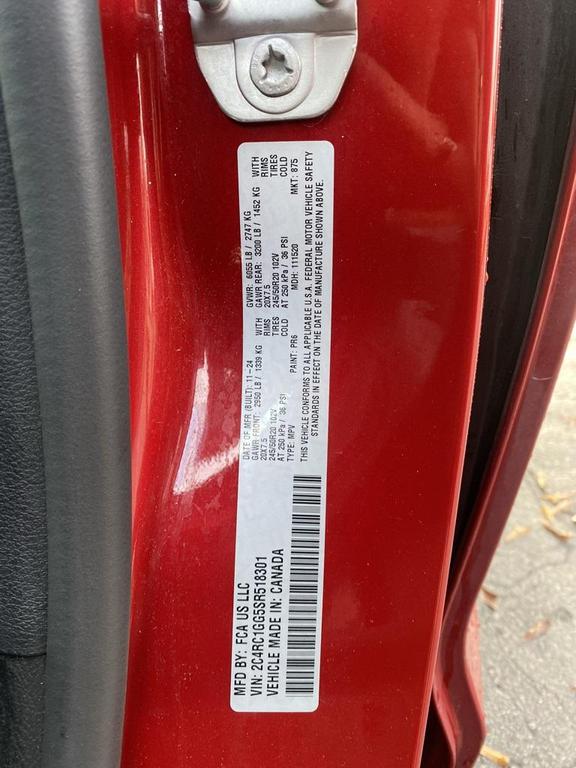 MFD BY: FCA US LLC
DATE OF MFR (BUILT): 11-24
GVWR: 6055 LB / 2747 KG
GAWR FRONT: 2950 LB / 1339 KG WITH
GAWR REAR: 3200 LB / 1452 KG WITH
20X7.5 RIMS
20X7.5 RIMS
245/50R20 102V TIRES
245/50R20 102V TIRES
AT 250 kPa / 36 PSI COLD
AT 250 kPa / 36 PSI COLD
VIN: 2C4RC1GG5SR518301
TYPE: MPV
PAINT: PR6
MDH: 111520
MKT: 875
VEHICLE MADE IN: CANADA
THIS VEHICLE CONFORMS TO ALL APPLICABLE U.S.A. FEDERAL MOTOR VEHICLE SAFETY
STANDARDS IN EFFECT ON THE DATE OF MANUFACTURE SHOWN ABOVE.